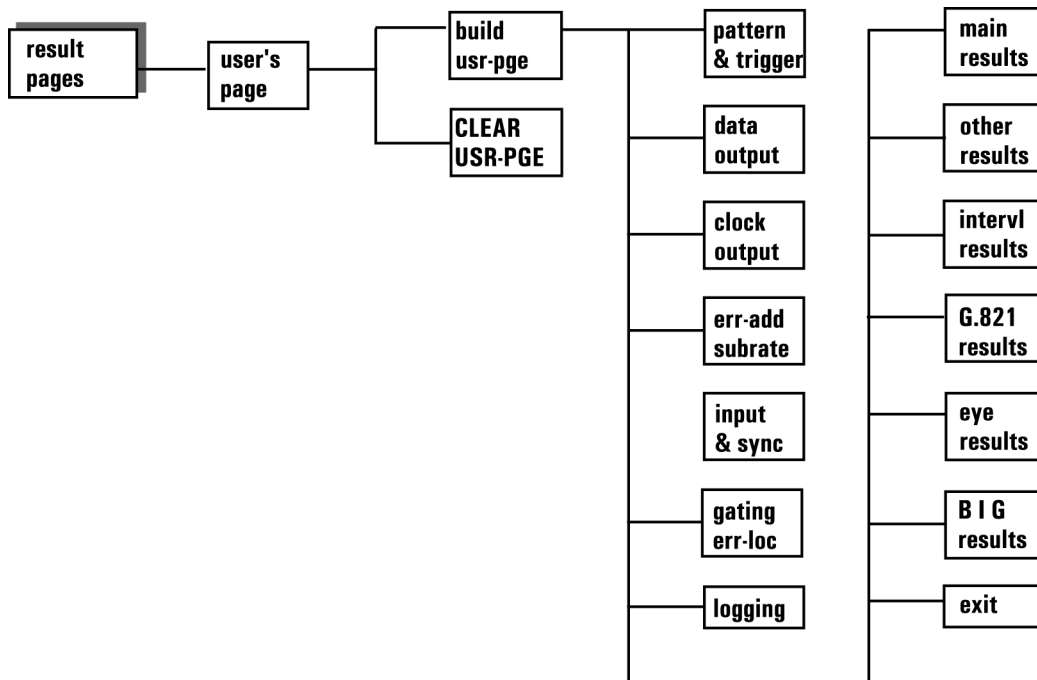 result
pages
user's
page
build
usr-pge
CLEAR
USR-PGE
pattern
& trigger
data
output
clock
output
err-add
subrate
input
& sync
gating
err-loc
logging
main
results
other
results
intervl
results
G.821
results
eye
results
B I G
results
exit